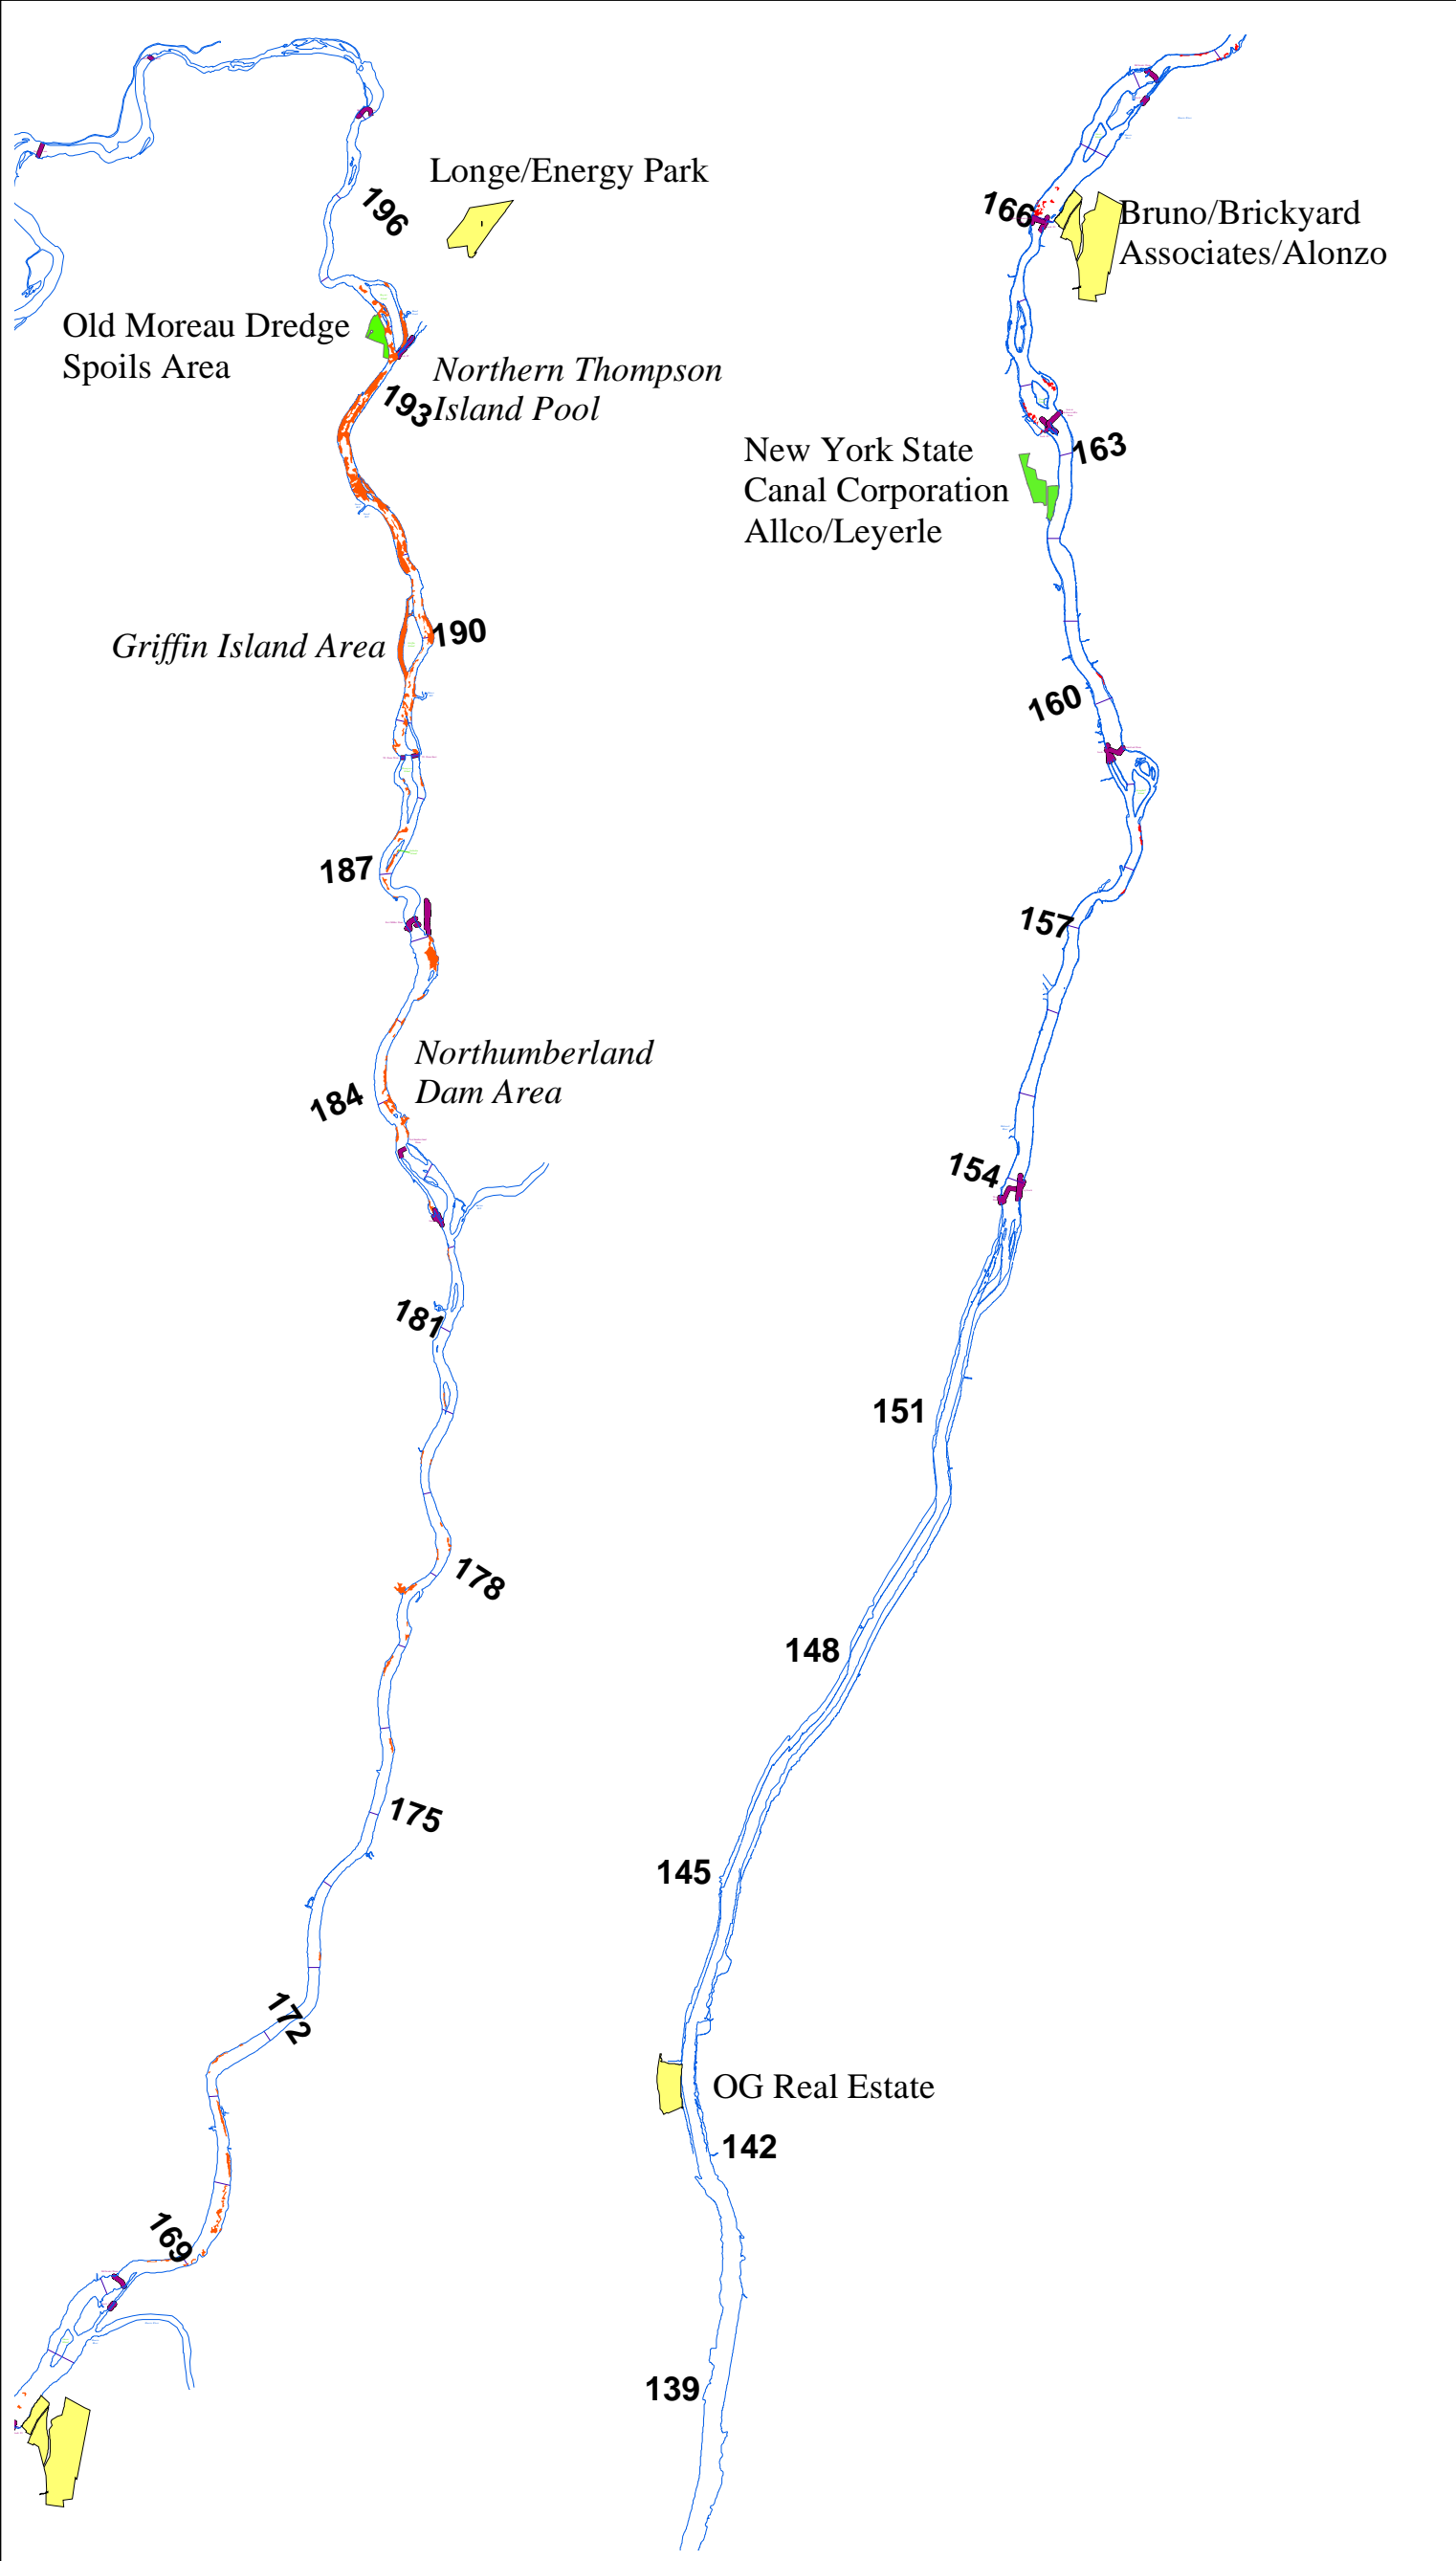 Longe/Energy Park
196
Old Moreau Dredge
Spoils Area
Northern Thompson
Island Pool
193
Griffin Island Area
190
187
Northumberland
Dam Area
184
181
178
175
172
169
166
Bruno/Brickyard
Associates/Alonzo
163
New York State
Canal Corporation
Allco/Leyerle
160
157
154
151
148
145
OG Real Estate
142
139